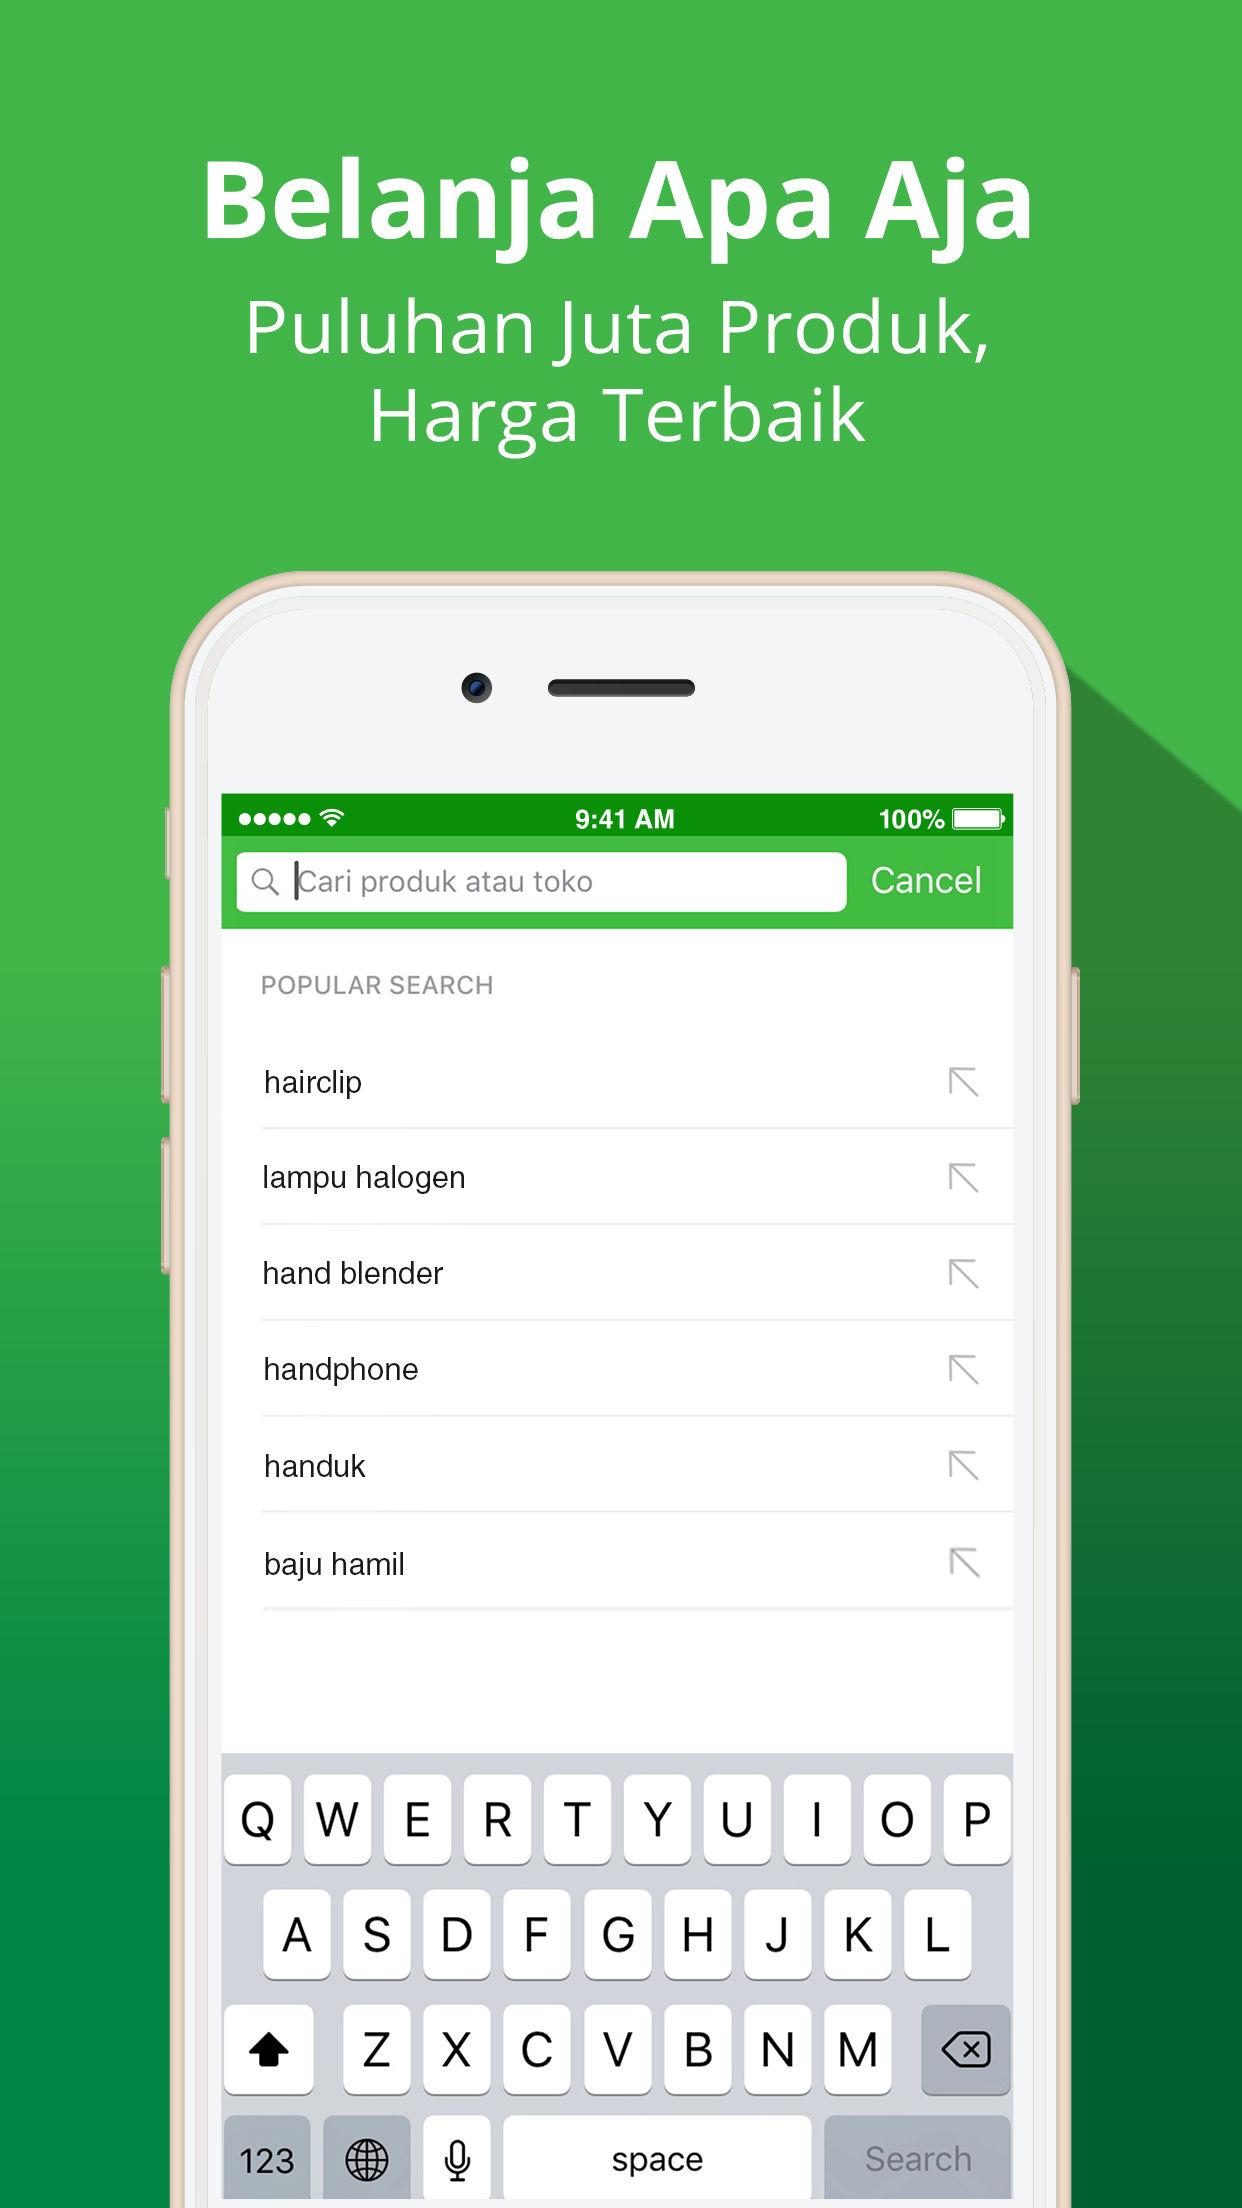 Belanja Apa Aja
Puluhan Juta Produk,
Harga Terbaik
9:41 AM 100%
Cari produk atau toko Cancel
POPULAR SEARCH
hairclip
lampu halogen
hand blender
handphone
handuk
baju hamil
Q W E R T Y U I O P
A S D F G H J K L
Z X C V B N M
123 space Search